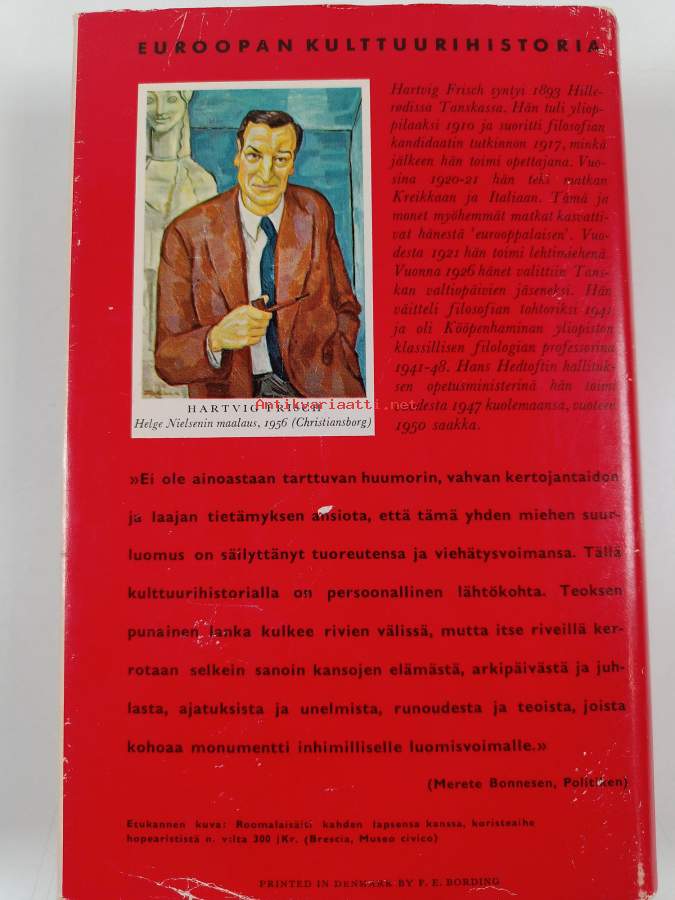 EUROOPAN KULTTUURIHISTORIA
Hartvig Frisch syntyi 1893 Hille-
rödissa Tanskassa. Hän tuli yliop-
pilaaksi 1910 ja suoritti filosofian
kandidaatin tutkinnon 1917, minkä
jälkeen hän toimi opettajana. Vuo-
sina 1920-21 hän teki matkan
Kreikkaan ja Italiaan. Tämä ja
monet myöhemmät matkat kasvatti-
vat hänestä 'eurooppalaisen'. Vuo-
desta 1921 hän toimi lehtimiehenä.
Vuonna 1926 hänet valittiin Tans-
kan valtiopäivien jäseneksi. Hän
väitteli filosofian tohtoriksi 1941
ja oli Kööpenhaminan yliopiston
klassillisen filologian professorina
1941-48. Hans Hedtoftin hallituk-
sen opetusministerinä hän toimi
vuodesta 1947 kuolemaansa, vuoteen
1950 saakka.
HARTVIG FRISCH
Antikvariaatti.net
Helge Nielsenin maalaus, 1956 (Christiansborg)
»Ei ole ainoastaan tarttuvan huumorin, vahvan kertojantaidon
ja laajan tietämyksen ansiota, että tämä yhden miehen suur-
luomus on säilyttänyt tuoreutensa ja viehätysvoimansa. Tällä
kulttuurihistorialla on persoonallinen lähtökohta. Teoksen
punainen lanka kulkee rivien välissä, mutta itse riveillä ker-
rotaan selkein sanoin kansojen elämästä, arkipäivästä ja juh-
lasta, ajatuksista ja unelmista, runoudesta ja teoista, joista
kohoaa monumentti inhimilliselle luomisvoimalle.»
(Merete Bonnesen, Politiken)
Etukannen kuva: Roomalaisäiti kahden lapsensa kanssa, koristeaihe
hopearististä n. v:lta 300 jKr. (Brescia, Museo civico)
PRINTED IN DENMARK BY F. E. BORDING